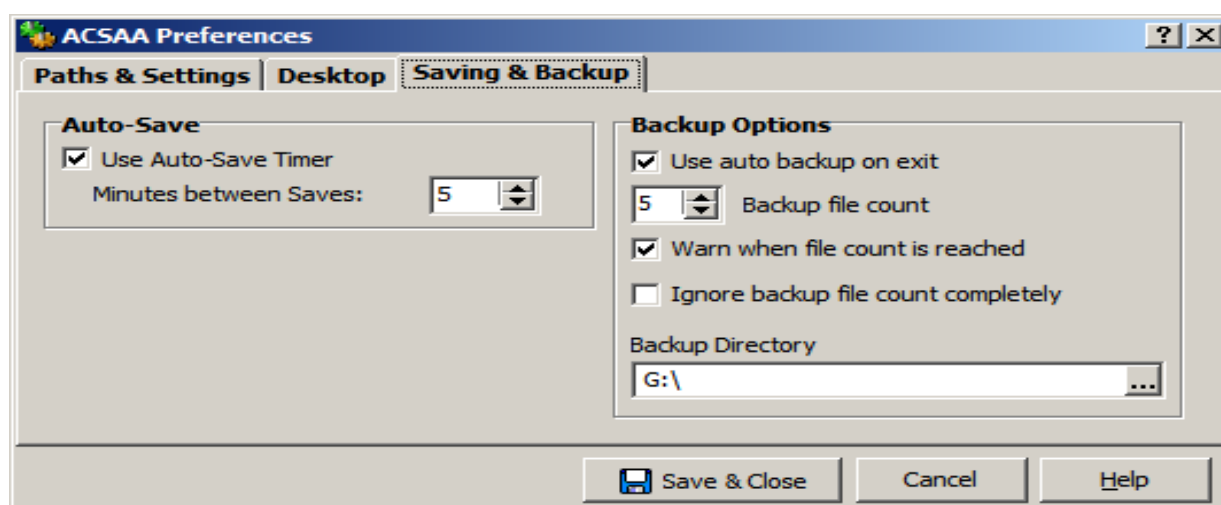 ACSAA Preferences
Paths & Settings
Desktop
Saving & Backup
Auto-Save
Use Auto-Save Timer
Minutes between Saves: 5
Backup Options
Use auto backup on exit
5 Backup file count
Warn when file count is reached
Ignore backup file count completely
Backup Directory
G:\ ...
Save & Close
Cancel
Help